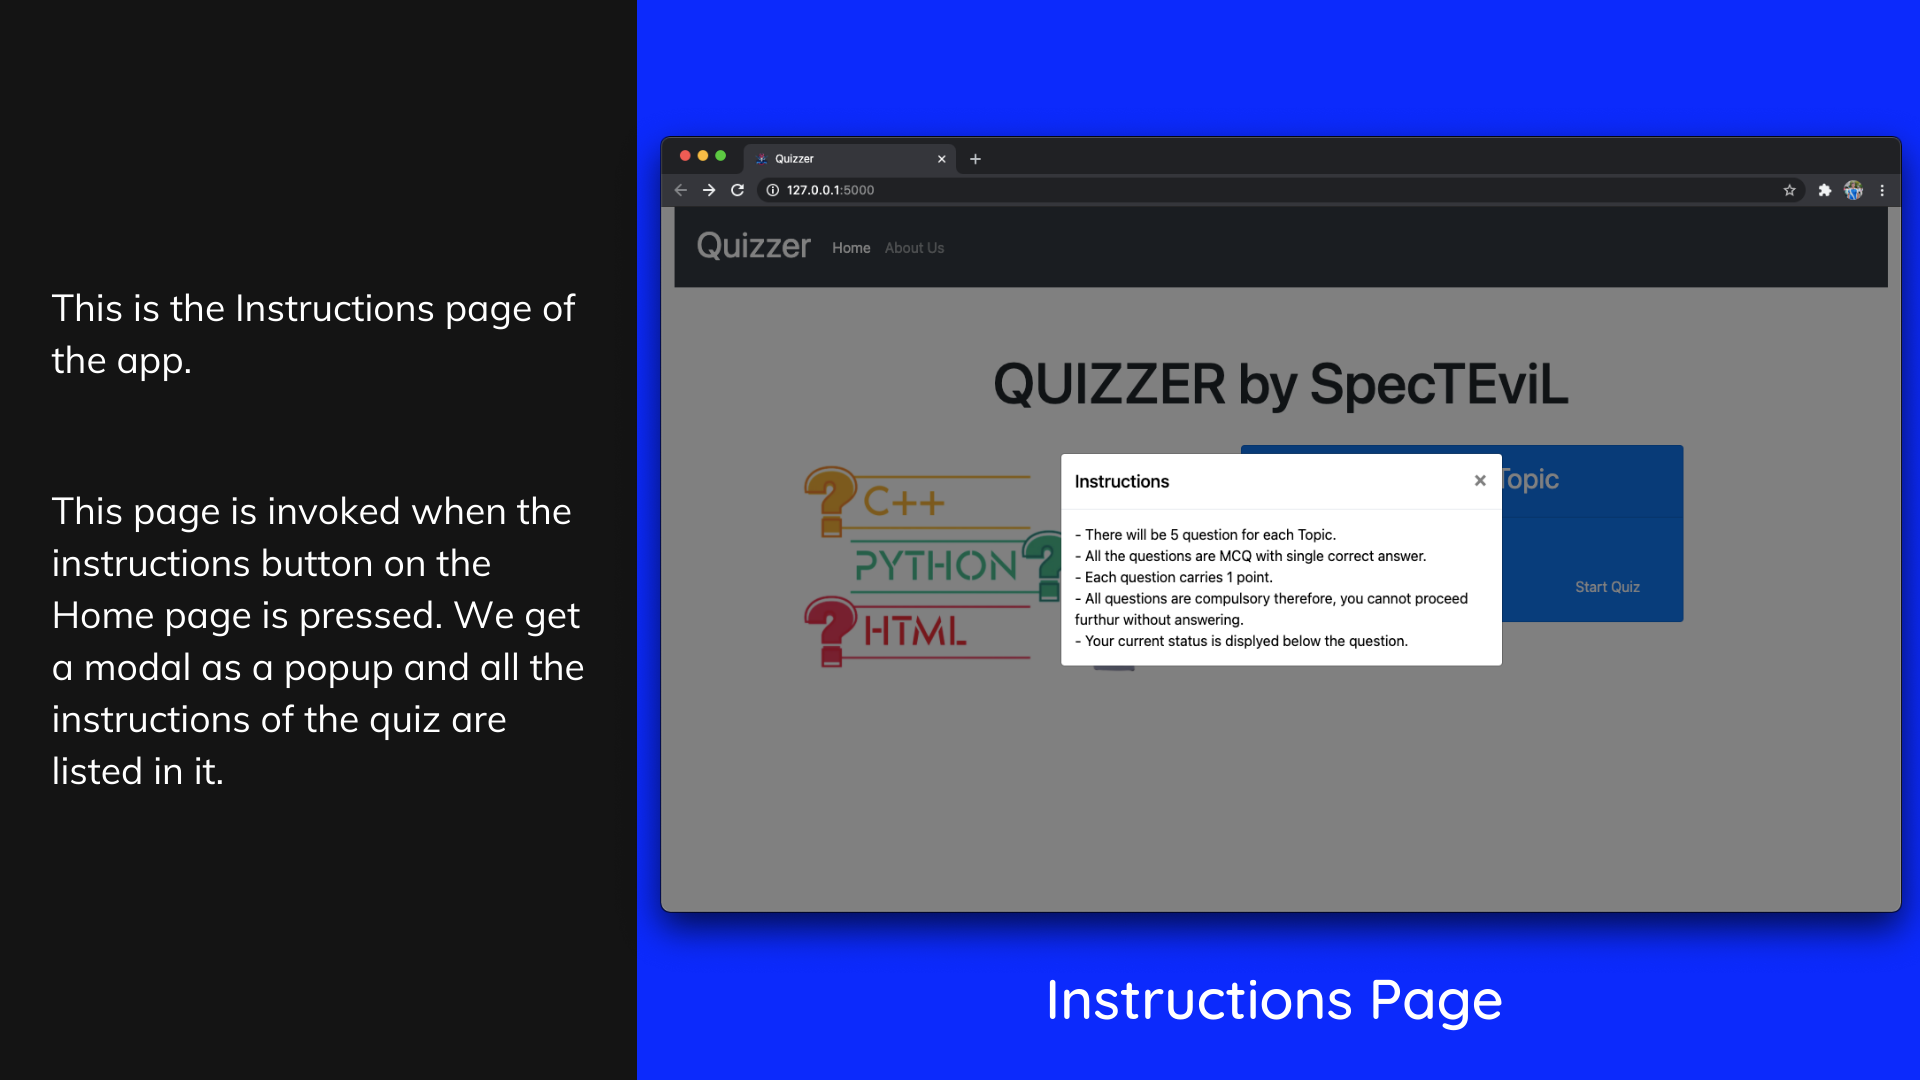 This is the Instructions page of
the app.
This page is invoked when the
instructions button on the
Home page is pressed. We get
a modal as a popup and all the
instructions of the quiz are
listed in it.
Quizzer
127.0.0.1:5000
Quizzer Home About Us
QUIZZER by SpecTEviL
C++
PYTHON
HTML
Topic
Start Quiz
Instructions ×
- There will be 5 question for each Topic.
- All the questions are MCQ with single correct answer.
- Each question carries 1 point.
- All questions are compulsory therefore, you cannot proceed
furthur without answering.
- Your current status is displyed below the question.
Instructions Page